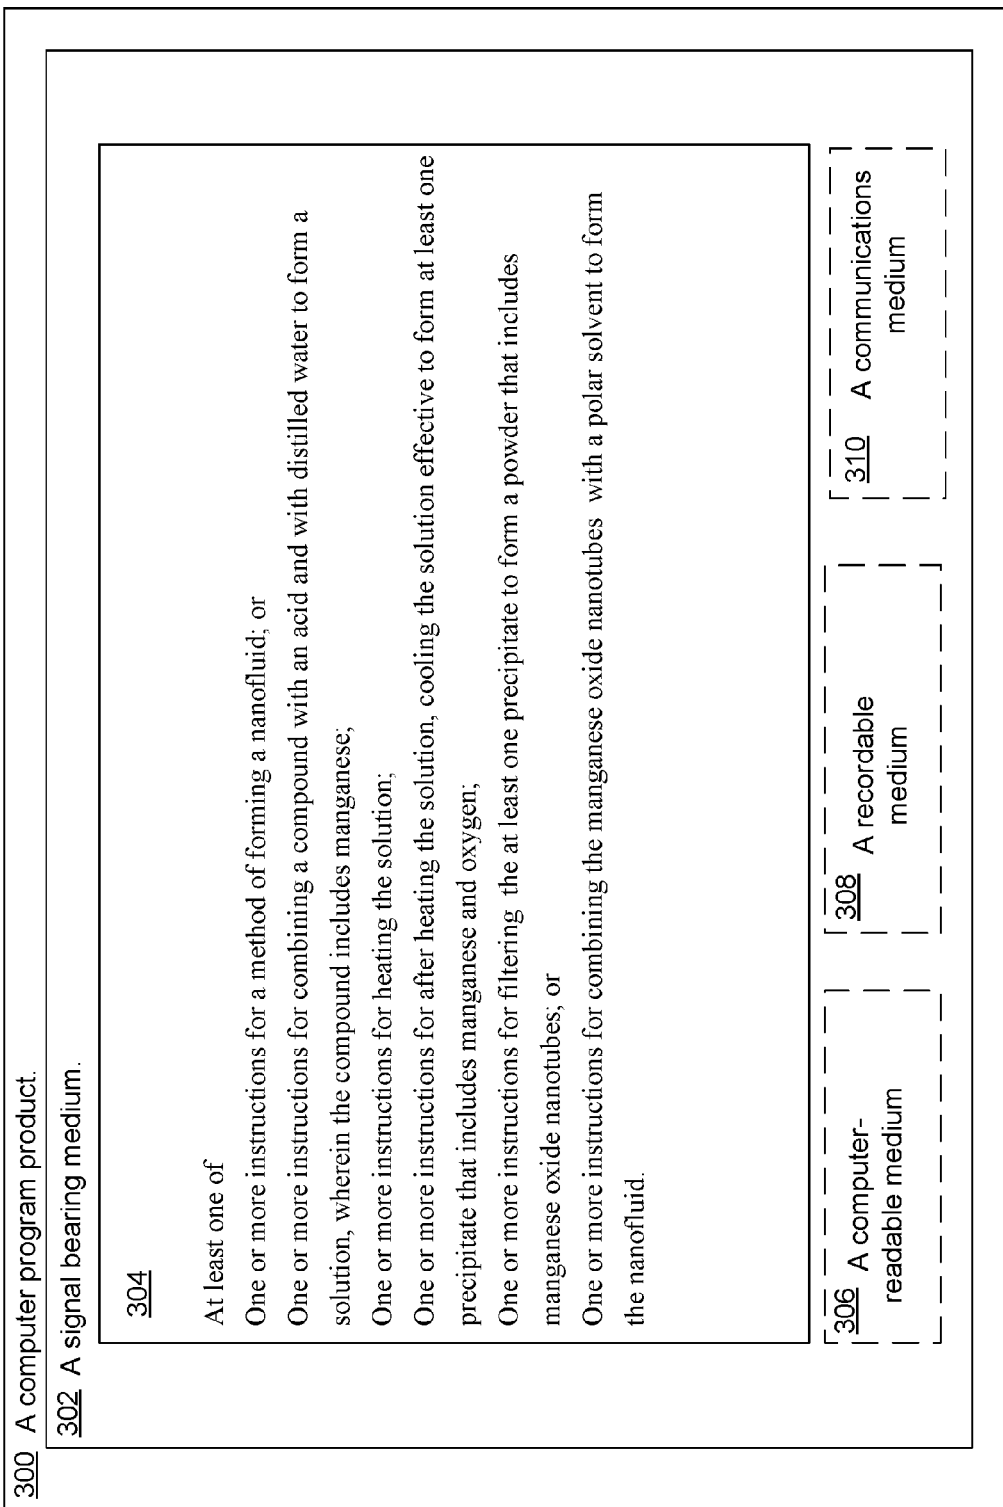 300 A computer program product.
302 A signal bearing medium.
304
At least one of
One or more instructions for a method of forming a nanofluid; or
One or more instructions for combining a compound with an acid and with distilled water to form a
solution, wherein the compound includes manganese;
One or more instructions for heating the solution;
One or more instructions for after heating the solution, cooling the solution effective to form at least one
precipitate that includes manganese and oxygen;
One or more instructions for filtering the at least one precipitate to form a powder that includes
manganese oxide nanotubes; or
One or more instructions for combining the manganese oxide nanotubes with a polar solvent to form
the nanofluid.
306 A computer-
readable medium
308 A recordable
medium
310 A communications
medium